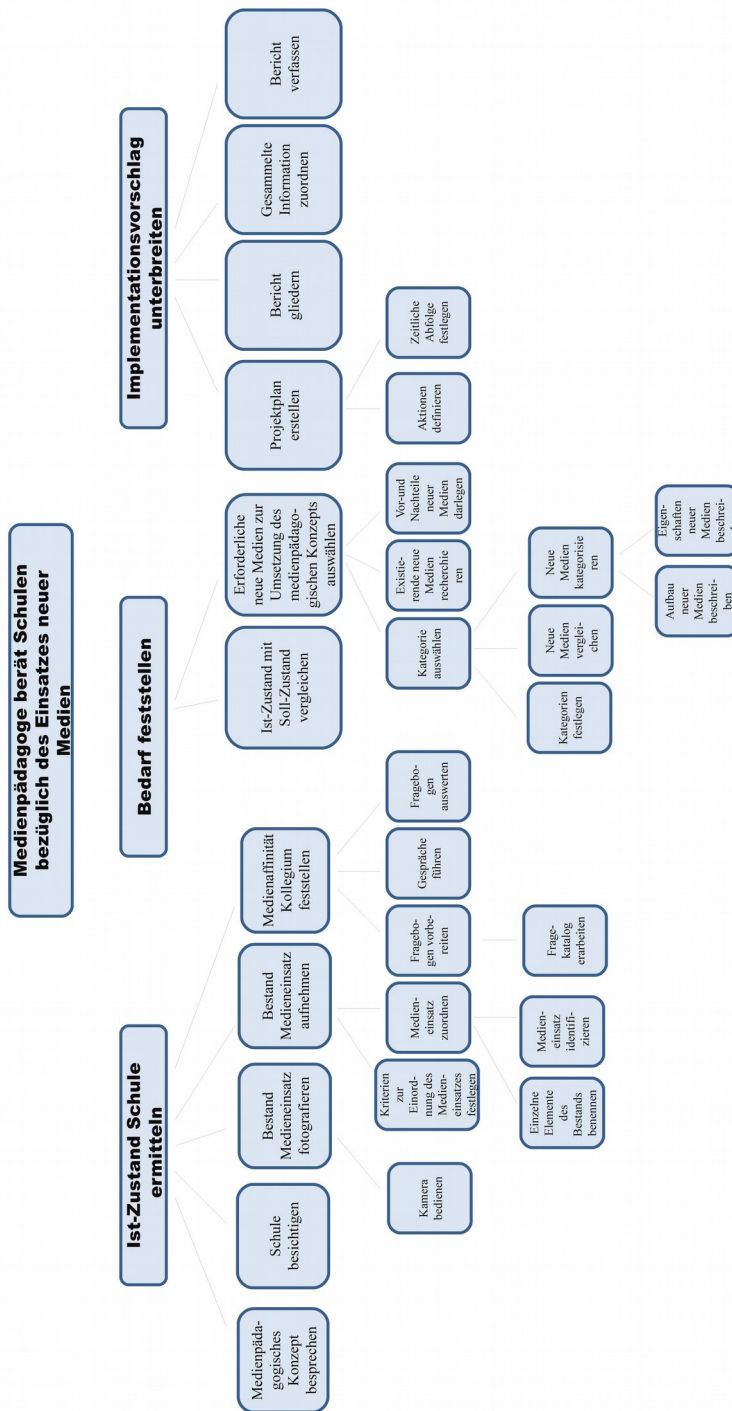 Medienpädagoge berät Schulen
bezüglich des Einsatzes neuer
Medien
Ist-Zustand Schule
ermitteln
Bedarf feststellen
Implementationsvorschlag
unterbreiten
Medienpäda-
gogisches
Konzept
besprechen
Schule
besichtigen
Bestand
Medieneinsatz
fotografieren
Bestand
Medieneinsatz
aufnehmen
Medienaffinität
Kollegium
feststellen
Ist-Zustand mit
Soll-Zustand
vergleichen
Erforderliche
neue Medien zur
Umsetzung des
medienpädago-
gischen Konzepts
auswählen
Projektplan
erstellen
Bericht
gliedern
Gesammelte
Information
zuordnen
Bericht
verfassen
Kamera
bedienen
Kriterien
zur
Einord-
nung des
Medien-
einsatzes
festlegen
Medien-
einsatz
zuordnen
Fragebo-
gen vorbe-
reiten
Gespräche
führen
Fragebo-
gen
auswerten
Kategorie
auswählen
Existie-
rende neue
Medien
recherchie
ren
Vor-und
Nachteile
neuer
Medien
darlegen
Aktionen
definieren
Zeitliche
Abfolge
festlegen
Einzelne
Elemente
des
Bestands
benennen
Medien-
einsatz
identifi-
zieren
Frage-
katalog
erarbeiten
Kategorien
festlegen
Neue
Medien
verglei-
chen
Neue
Medien
kategorisie
ren
Aufbau
neuer
Medien
beschrei-
ben
Eigen-
schaften
neuer
Medien
beschrei-